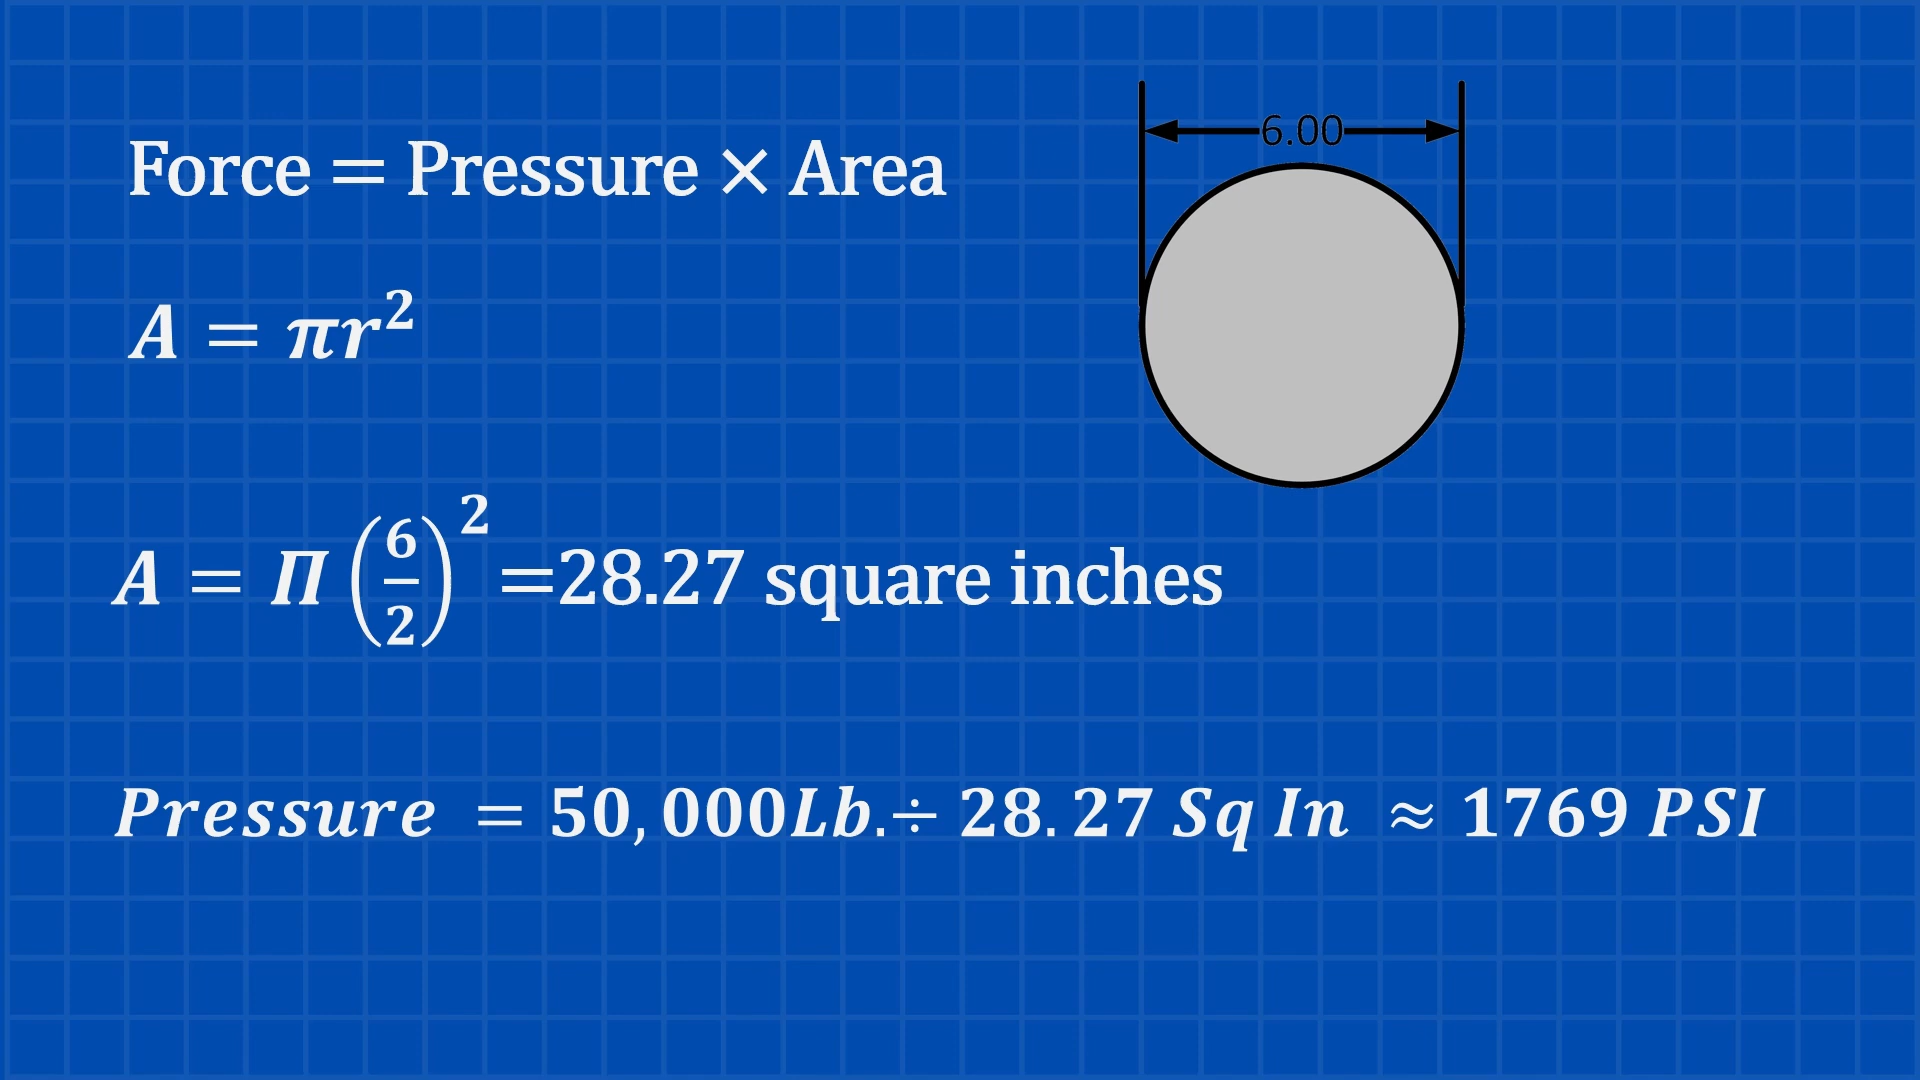 6.00
Force = Pressure × Area
A = πr²
A = Π (6/2)² =28.27 square inches
Pressure = 50,000Lb.÷ 28.27 Sq In ≈ 1769 PSI